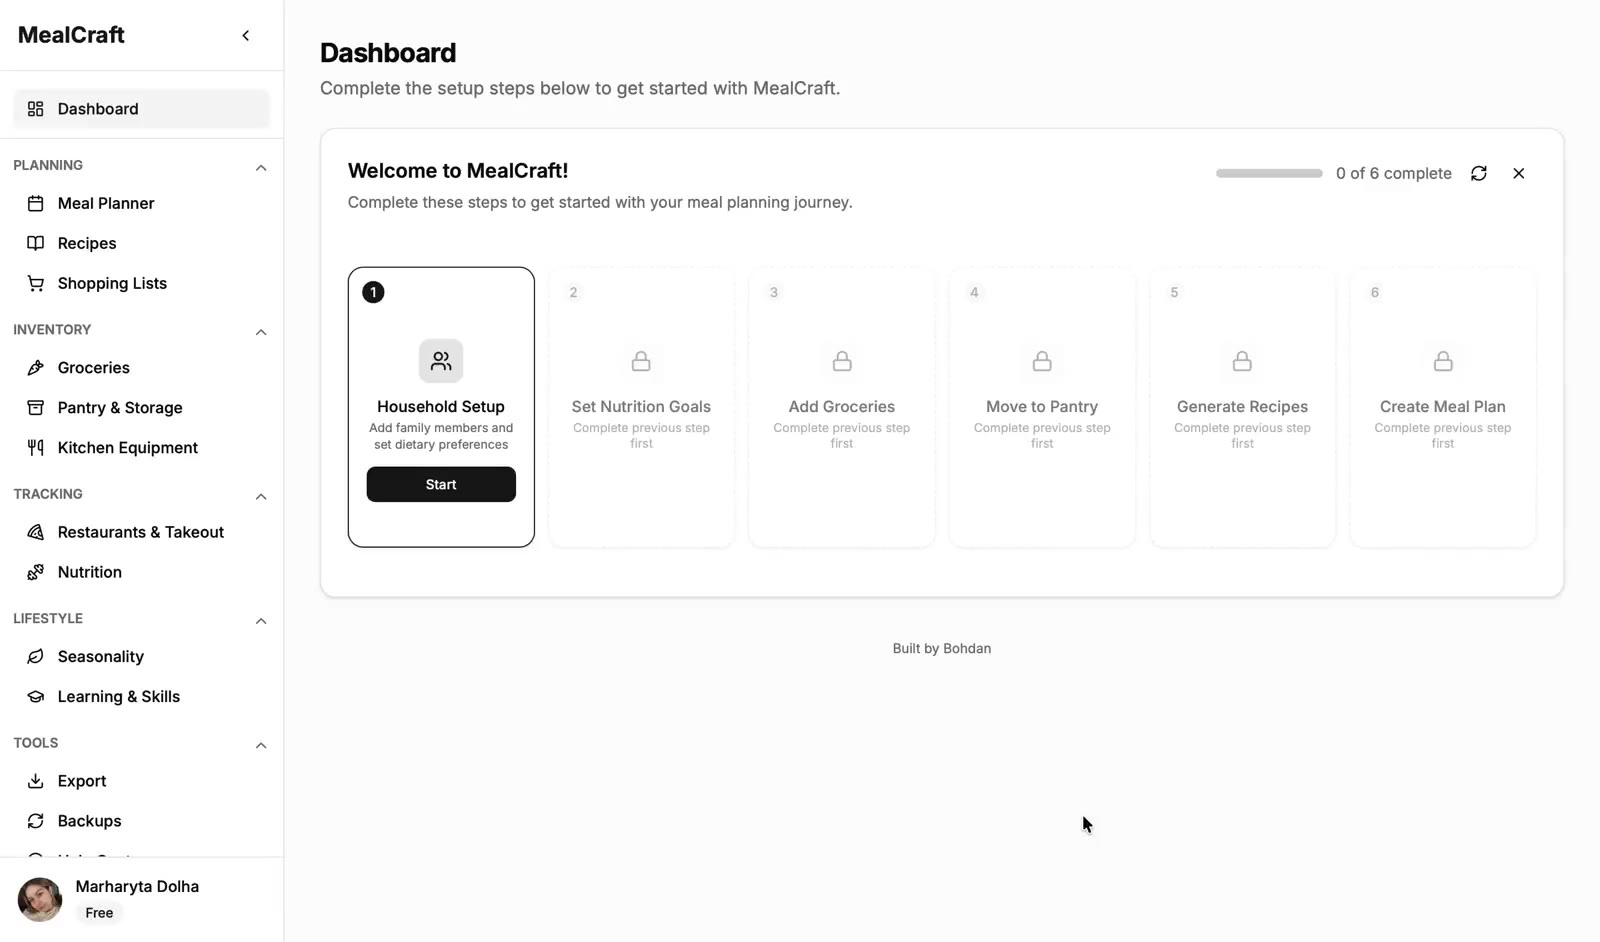 MealCraft
Dashboard
PLANNING
Meal Planner
Recipes
Shopping Lists
INVENTORY
Groceries
Pantry & Storage
Kitchen Equipment
TRACKING
Restaurants & Takeout
Nutrition
LIFESTYLE
Seasonality
Learning & Skills
TOOLS
Export
Backups
Marharyta Dolha
Free
Dashboard
Complete the setup steps below to get started with MealCraft.
Welcome to MealCraft!
0 of 6 complete
Complete these steps to get started with your meal planning journey.
1
Household Setup
Add family members and
set dietary preferences
Start
2
Set Nutrition Goals
Complete previous step
first
3
Add Groceries
Complete previous step
first
4
Move to Pantry
Complete previous step
first
5
Generate Recipes
Complete previous step
first
6
Create Meal Plan
Complete previous step
first
Built by Bohdan